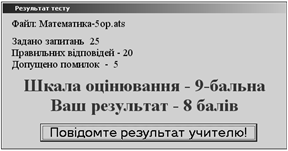 Результат тесту
Файл: Математика-5ор.ats
Задано запитань 25
Правильних відповідей - 20
Допущено помилок - 5
Шкала оцінювання - 9-бальна
Ваш результат - 8 балів
Повідомте результат учителю!